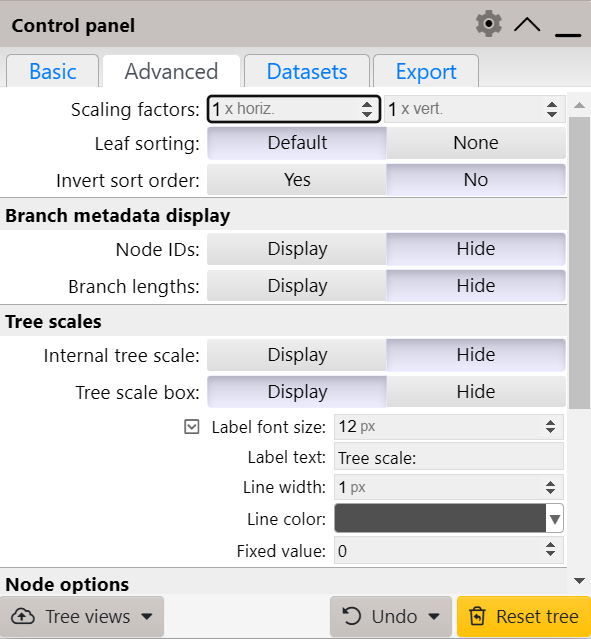 Control panel
Basic Advanced Datasets Export
Scaling factors: 1 x horiz. 1 x vert.
Leaf sorting: Default None
Invert sort order: Yes No
Branch metadata display
Node IDs: Display Hide
Branch lengths: Display Hide
Tree scales
Internal tree scale: Display Hide
Tree scale box: Display Hide
Label font size: 12 px
Label text: Tree scale:
Line width: 1 px
Line color:
Fixed value: 0
Node options
Tree views Undo Reset tree